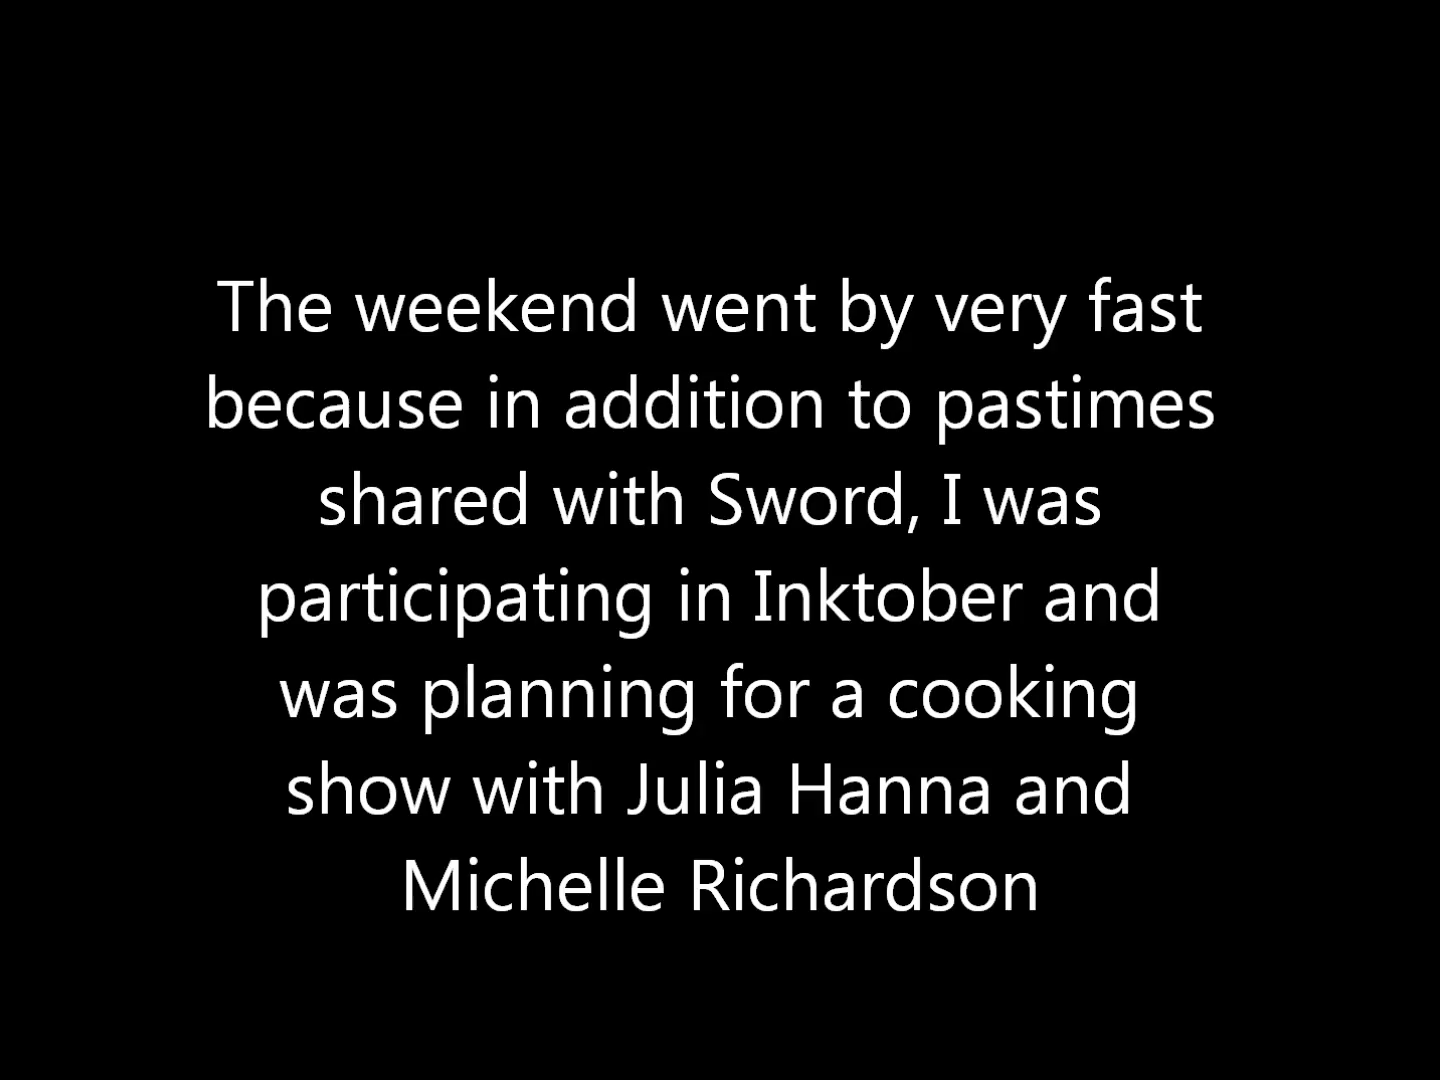 The weekend went by very fast
because in addition to pastimes
shared with Sword, I was
participating in Inktober and
was planning for a cooking
show with Julia Hanna and
Michelle Richardson